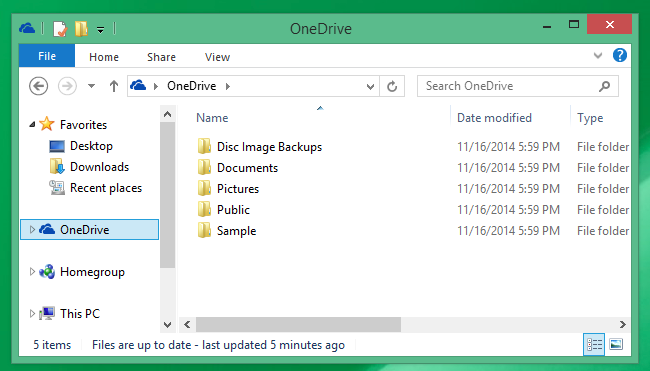 OneDrive
File Home Share View
OneDrive Search OneDrive
Name Date modified Type
Favorites
Desktop
Downloads
Recent places
OneDrive
Homegroup
This PC
Disc Image Backups 11/16/2014 5:59 PM File folder
Documents 11/16/2014 5:59 PM File folder
Pictures 11/16/2014 5:59 PM File folder
Public 11/16/2014 5:59 PM File folder
Sample 11/16/2014 5:59 PM File folder
5 items Files are up to date - last updated 5 minutes ago